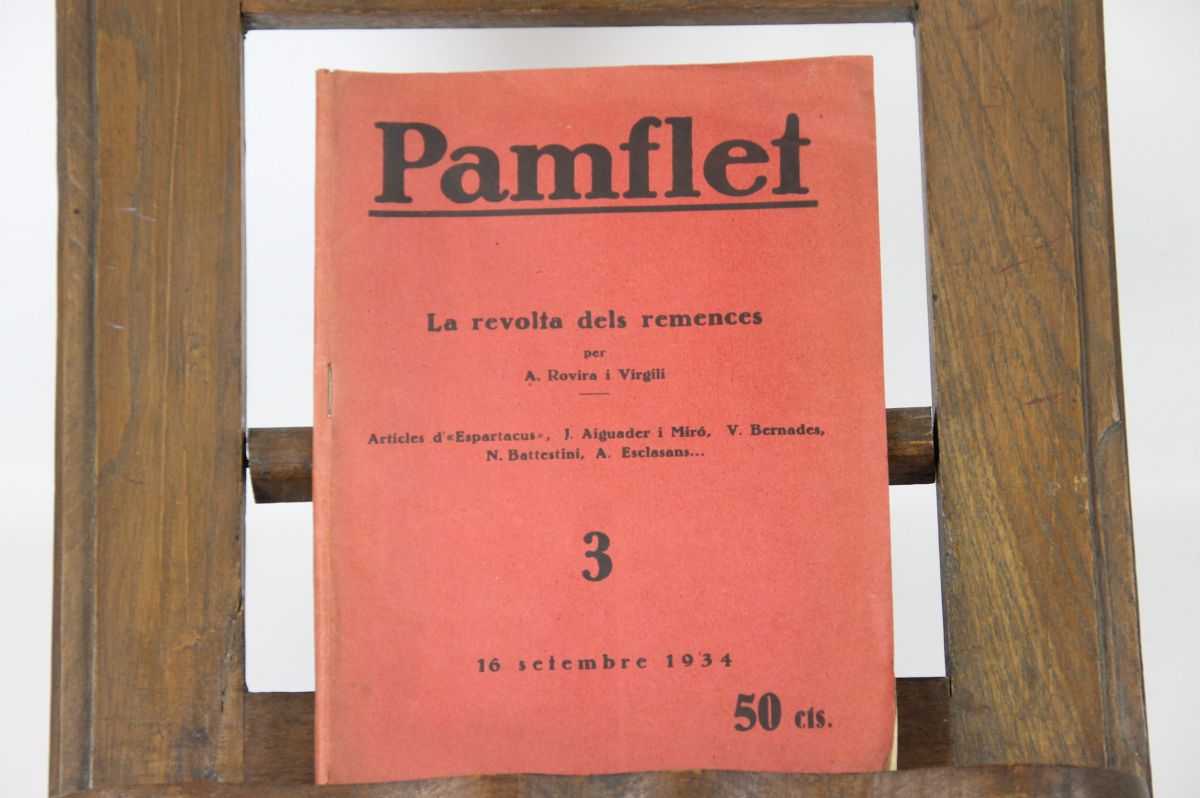 Pamflet
La revolta dels remences
per
A. Rovira i Virgili
Articles d'«Espartacus», J. Aiguader i Miró, V. Bernades,
N. Battestini, A. Esclasans...
3
16 setembre 1934
50 cts.